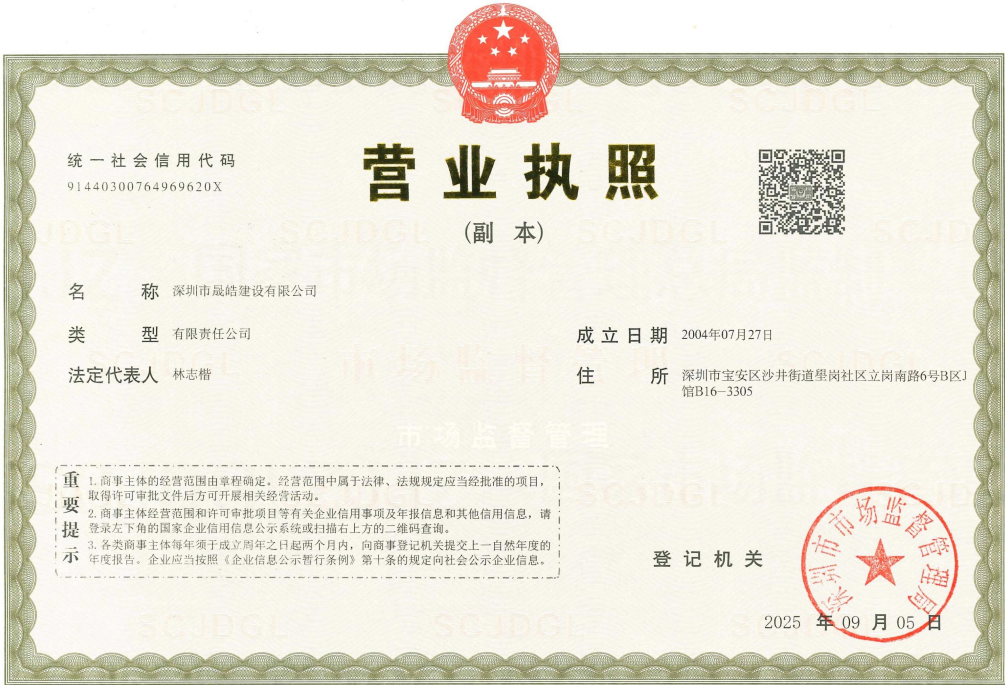 统一社会信用代码
91440300764969620X
营业执照
(副 本)
名 称 深圳市晟皓建设有限公司
类 型 有限责任公司
法定代表人 林志楷
成立日期 2004年07月27日
住 所 深圳市宝安区沙井街道壆岗社区立岗南路6号B区J
馆B16-3305
重要提示
1.商事主体的经营范围由章程确定。经营范围中属于法律、法规规定应当经批准的项目，
取得许可审批文件后方可开展相关经营活动。
2.商事主体经营范围和许可审批项目等有关企业信用事项及年报信息和其他信用信息，请
登录左下角的国家企业信用信息公示系统或扫描右上方的二维码查询。
3.各类商事主体每年须于成立周年之日起两个月内，向商事登记机关提交上一自然年度的
年度报告。企业应当按照《企业信息公示暂行条例》第十条的规定向社会公示企业信息。
登记机关
深圳市市场监督管理局
2025 年 09 月 05 日
SCJDGL
市场监督管理